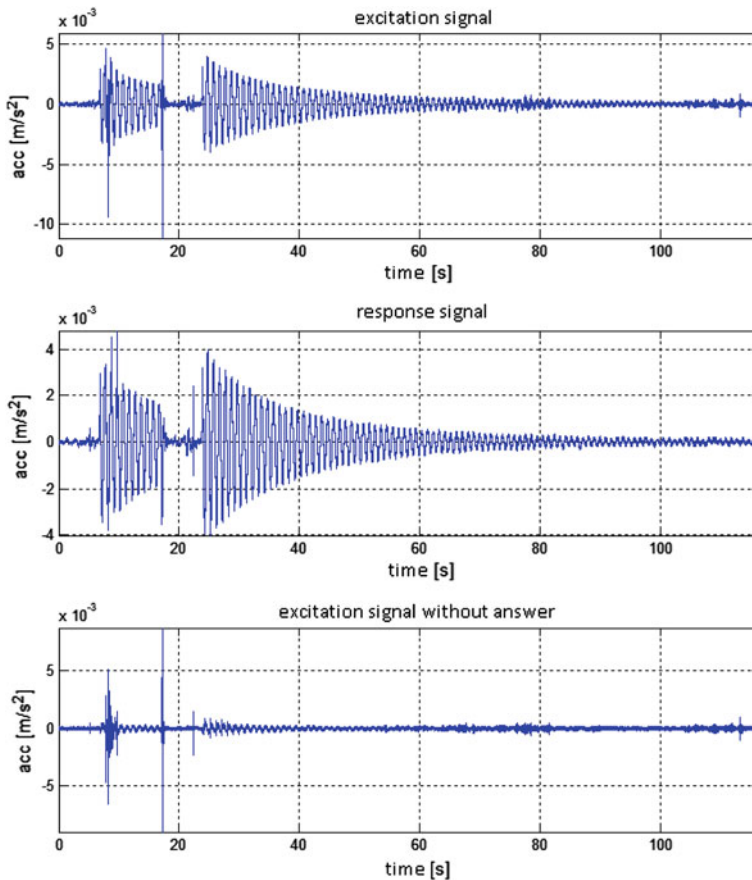 excitation signal
x 10⁻³
5
0
-5
-10
acc [m/s²]
0 20 40 60 80 100
time [s]
response signal
x 10⁻³
4
2
0
-2
-4
acc [m/s²]
0 20 40 60 80 100
time [s]
excitation signal without answer
x 10⁻³
5
0
-5
acc [m/s²]
0 20 40 60 80 100
time [s]